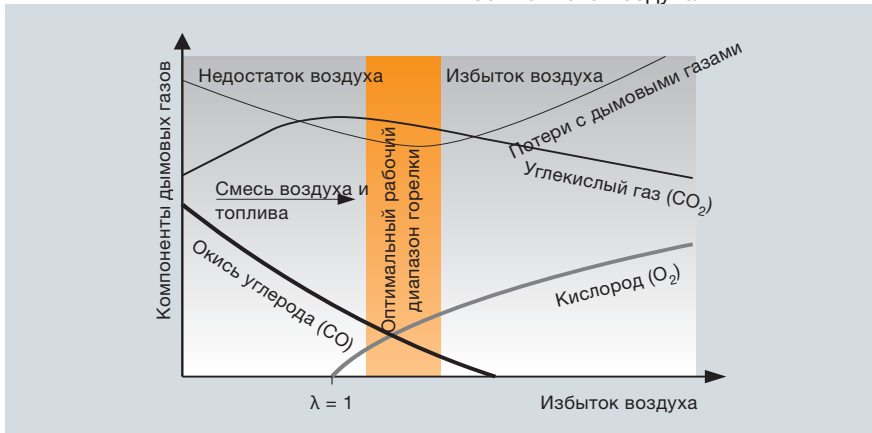 Компоненты дымовых газов
Недостаток воздуха
Избыток воздуха
Потери с дымовыми газами
Углекислый газ (CO₂)
Смесь воздуха и
топлива
Оптимальный рабочий
диапазон горелки
Окись углерода (CO)
Кислород (O₂)
λ = 1
Избыток воздуха